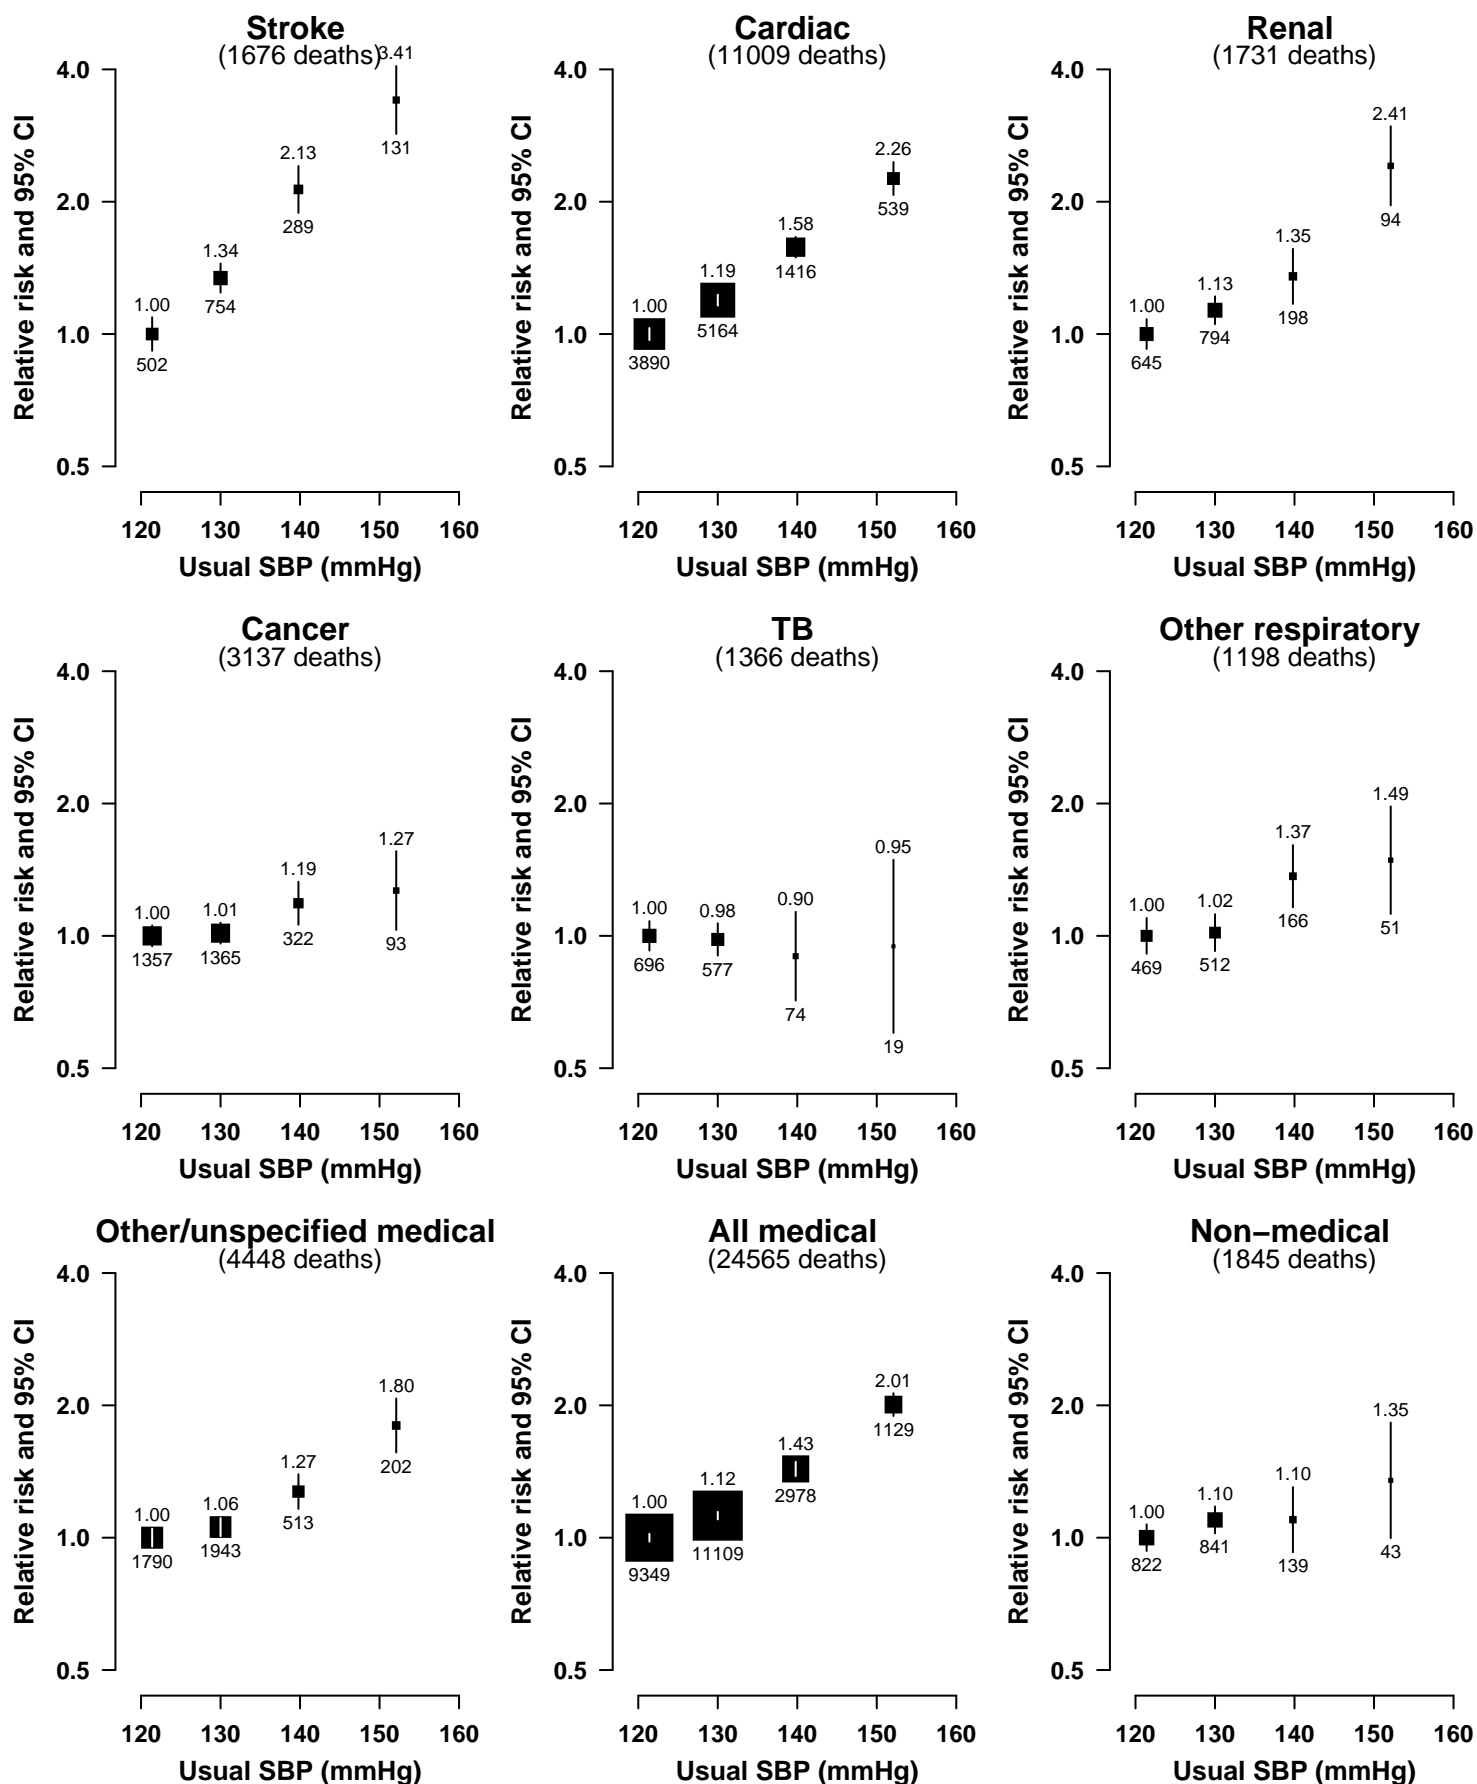 Stroke
(1676 deaths)
Relative risk and 95% CI
4.0
2.0
1.0
0.5
1.00
502
1.34
754
2.13
289
3.41
131
120 130 140 150 160
Usual SBP (mmHg)
Cardiac
(11009 deaths)
Relative risk and 95% CI
4.0
2.0
1.0
0.5
1.00
3890
1.19
5164
1.58
1416
2.26
539
120 130 140 150 160
Usual SBP (mmHg)
Renal
(1731 deaths)
Relative risk and 95% CI
4.0
2.0
1.0
0.5
1.00
645
1.13
794
1.35
198
2.41
94
120 130 140 150 160
Usual SBP (mmHg)
Cancer
(3137 deaths)
Relative risk and 95% CI
4.0
2.0
1.0
0.5
1.00
1357
1.01
1365
1.19
322
1.27
93
120 130 140 150 160
Usual SBP (mmHg)
TB
(1366 deaths)
Relative risk and 95% CI
4.0
2.0
1.0
0.5
1.00
696
0.98
577
0.90
74
0.95
19
120 130 140 150 160
Usual SBP (mmHg)
Other respiratory
(1198 deaths)
Relative risk and 95% CI
4.0
2.0
1.0
0.5
1.00
469
1.02
512
1.37
166
1.49
51
120 130 140 150 160
Usual SBP (mmHg)
Other/unspecified medical
(4448 deaths)
Relative risk and 95% CI
4.0
2.0
1.0
0.5
1.00
1790
1.06
1943
1.27
513
1.80
202
120 130 140 150 160
Usual SBP (mmHg)
All medical
(24565 deaths)
Relative risk and 95% CI
4.0
2.0
1.0
0.5
1.00
9349
1.12
11109
1.43
2978
2.01
1129
120 130 140 150 160
Usual SBP (mmHg)
Non−medical
(1845 deaths)
Relative risk and 95% CI
4.0
2.0
1.0
0.5
1.00
822
1.10
841
1.10
139
1.35
43
120 130 140 150 160
Usual SBP (mmHg)